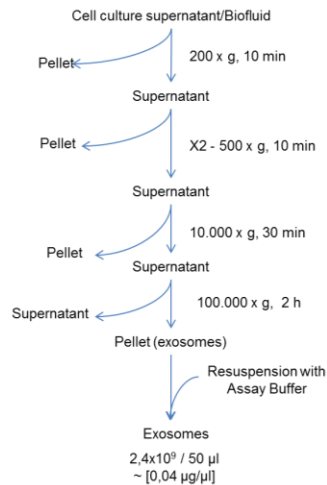 Cell culture supernatant/Biofluid
200 x g, 10 min
Pellet
Supernatant
Pellet
X2 - 500 x g, 10 min
Supernatant
10.000 x g, 30 min
Pellet
Supernatant
100.000 x g, 2 h
Supernatant
Pellet (exosomes)
Resuspension with
Assay Buffer
Exosomes
2,4x10⁹ / 50 µl
~ [0,04 µg/µl]